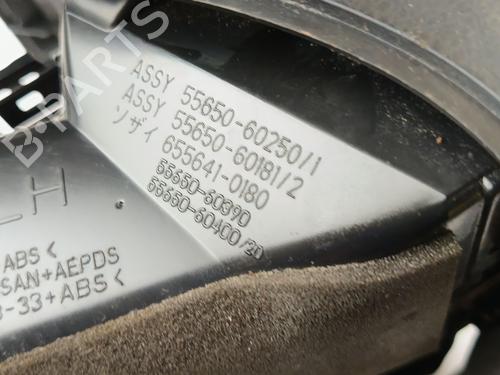 ASSY 55650-60250/1
ASSY 55650-60181/2
ソザイ 655641-0180
55650-60390
55650-60400/20
LH
ABS<
SAN+AEPDS
3-33+ABS<
B-PARTS